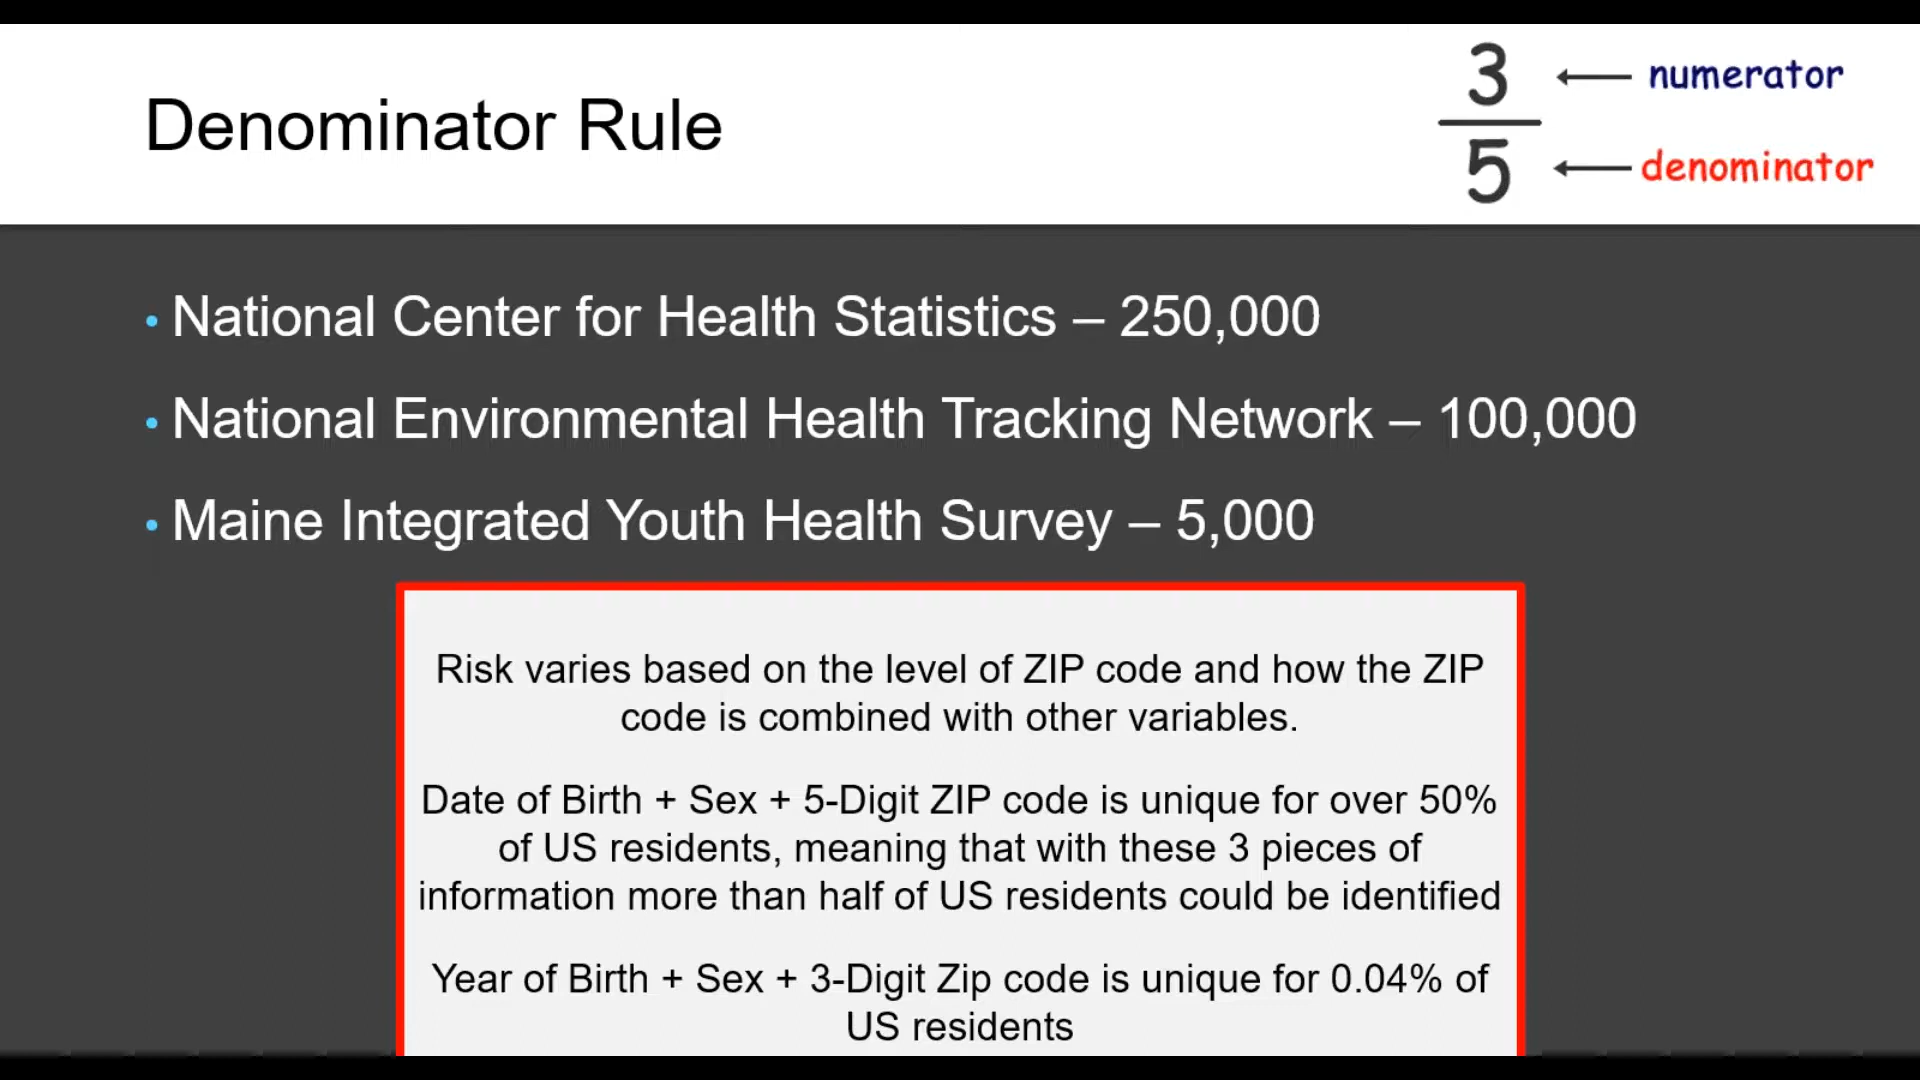 Denominator Rule
3
numerator
5
denominator
• National Center for Health Statistics – 250,000
• National Environmental Health Tracking Network – 100,000
• Maine Integrated Youth Health Survey – 5,000
Risk varies based on the level of ZIP code and how the ZIP
code is combined with other variables.
Date of Birth + Sex + 5-Digit ZIP code is unique for over 50%
of US residents, meaning that with these 3 pieces of
information more than half of US residents could be identified
Year of Birth + Sex + 3-Digit Zip code is unique for 0.04% of
US residents